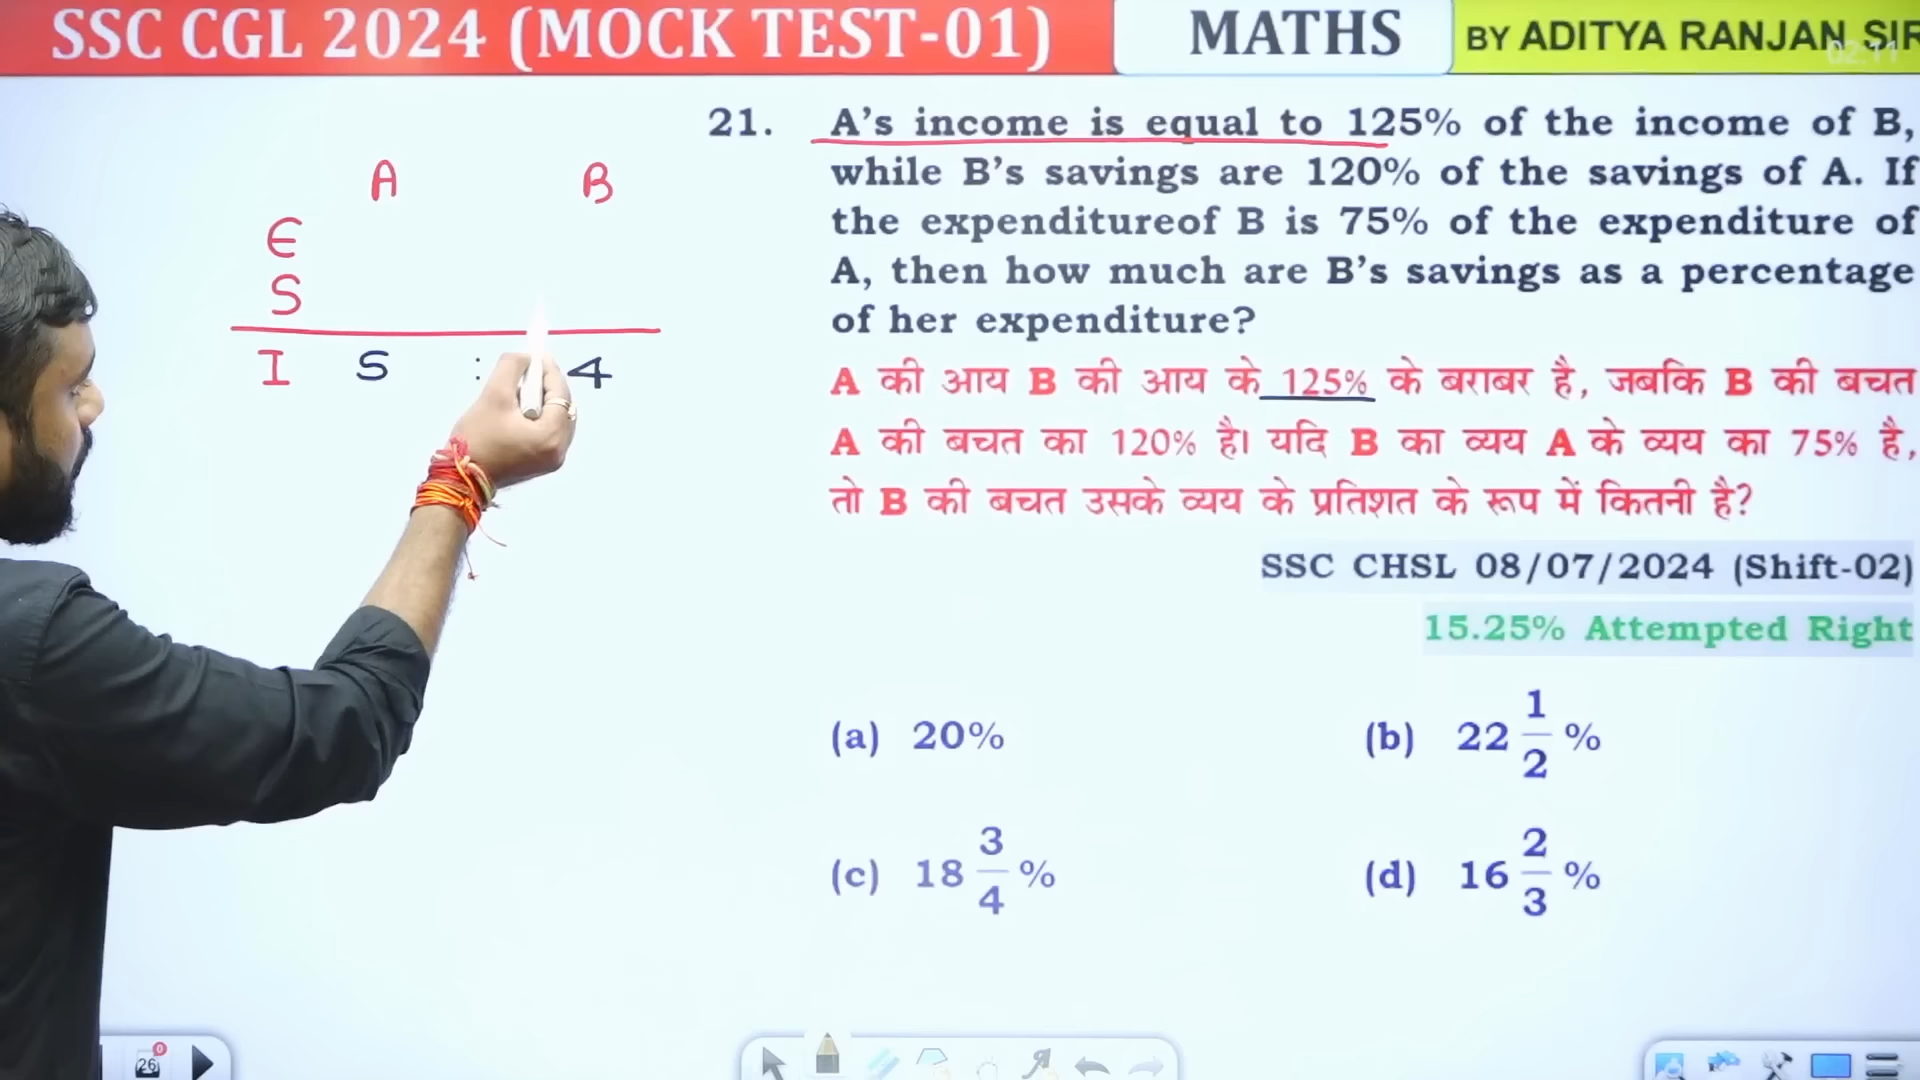 SSC CGL 2024 (MOCK TEST-01)
MATHS
BY ADITYA RANJAN SIR
02:11
21. A's income is equal to 125% of the income of B,
while B's savings are 120% of the savings of A. If
the expenditureof B is 75% of the expenditure of
A, then how much are B's savings as a percentage
of her expenditure?
A की आय B की आय के 125% के बराबर है, जबकि B की बचत
A की बचत का 120% है। यदि B का व्यय A के व्यय का 75% है,
तो B की बचत उसके व्यय के प्रतिशत के रूप में कितनी है?
SSC CHSL 08/07/2024 (Shift-02)
15.25% Attempted Right
(a) 20%
(b) 22 1/2 %
(c) 18 3/4 %
(d) 16 2/3 %
A B
E
S
I 5 : 4
26
0